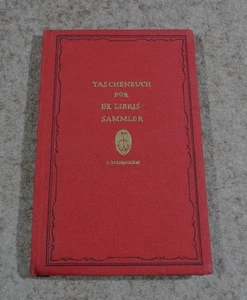 TASCHENBUCH
FÜR
EX LIBRIS
SAMMLER